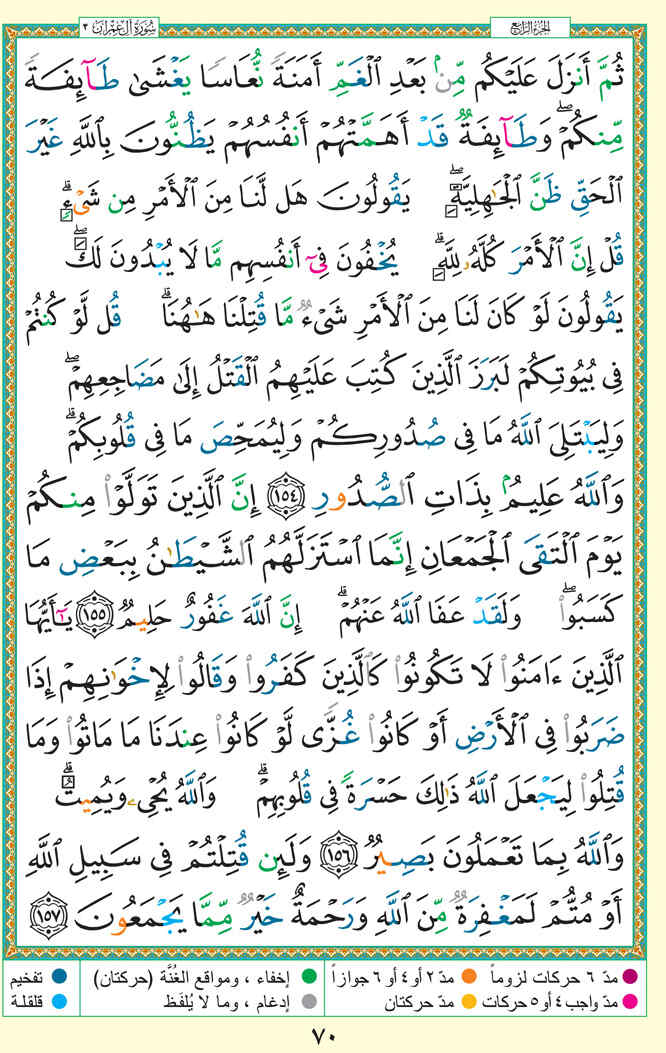 الجزء الرابع
سورة آل عمران ٣
ثُمَّ أَنزَلَ عَلَيْكُم مِّنۢ بَعْدِ ٱلْغَمِّ أَمَنَةً نُّعَاسًا يَغْشَىٰ طَآئِفَةً
مِّنكُمْ ۖ وَطَآئِفَةٌ قَدْ أَهَمَّتْهُمْ أَنفُسُهُمْ يَظُنُّونَ بِٱللَّهِ غَيْرَ
ٱلْحَقِّ ظَنَّ ٱلْجَـٰهِلِيَّةِ ۖ يَقُولُونَ هَل لَّنَا مِنَ ٱلْأَمْرِ مِن شَىْءٍ ۗ
قُلْ إِنَّ ٱلْأَمْرَ كُلَّهُۥ لِلَّهِ ۗ يُخْفُونَ فِىٓ أَنفُسِهِم مَّا لَا يُبْدُونَ لَكَ ۖ
يَقُولُونَ لَوْ كَانَ لَنَا مِنَ ٱلْأَمْرِ شَىْءٌ مَّا قُتِلْنَا هَـٰهُنَا ۗ قُل لَّوْ كُنتُمْ
فِى بُيُوتِكُمْ لَبَرَزَ ٱلَّذِينَ كُتِبَ عَلَيْهِمُ ٱلْقَتْلُ إِلَىٰ مَضَاجِعِهِمْ ۖ
وَلِيَبْتَلِىَ ٱللَّهُ مَا فِى صُدُورِكُمْ وَلِيُمَحِّصَ مَا فِى قُلُوبِكُمْ ۗ
وَٱللَّهُ عَلِيمٌۢ بِذَاتِ ٱلصُّدُورِ ١٥٤ إِنَّ ٱلَّذِينَ تَوَلَّوْا۟ مِنكُمْ
يَوْمَ ٱلْتَقَى ٱلْجَمْعَانِ إِنَّمَا ٱسْتَزَلَّهُمُ ٱلشَّيْطَـٰنُ بِبَعْضِ مَا
كَسَبُوا۟ ۖ وَلَقَدْ عَفَا ٱللَّهُ عَنْهُمْ ۗ إِنَّ ٱللَّهَ غَفُورٌ حَلِيمٌ ١٥٥ يَـٰٓأَيُّهَا
ٱلَّذِينَ ءَامَنُوا۟ لَا تَكُونُوا۟ كَٱلَّذِينَ كَفَرُوا۟ وَقَالُوا۟ لِإِخْوَٰنِهِمْ إِذَا
ضَرَبُوا۟ فِى ٱلْأَرْضِ أَوْ كَانُوا۟ غُزًّى لَّوْ كَانُوا۟ عِندَنَا مَا مَاتُوا۟ وَمَا
قُتِلُوا۟ لِيَجْعَلَ ٱللَّهُ ذَٰلِكَ حَسْرَةً فِى قُلُوبِهِمْ ۗ وَٱللَّهُ يُحْىِۦ وَيُمِيتُ ۗ
وَٱللَّهُ بِمَا تَعْمَلُونَ بَصِيرٌ ١٥٦ وَلَئِن قُتِلْتُمْ فِى سَبِيلِ ٱللَّهِ
أَوْ مُتُّمْ لَمَغْفِرَةٌ مِّنَ ٱللَّهِ وَرَحْمَةٌ خَيْرٌ مِّمَّا يَجْمَعُونَ ١٥٧
مدّ ٦ حركات لزوماً مدّ ٢ أو ٤ أو ٦ جوازاً إخفاء ، ومواقع الغُنَّة (حركتان) تفخيم
مدّ واجب ٤ أو ٥ حركات مدّ حركتان إدغام ، وما لا يُلفَظ قلقلة
٧٠